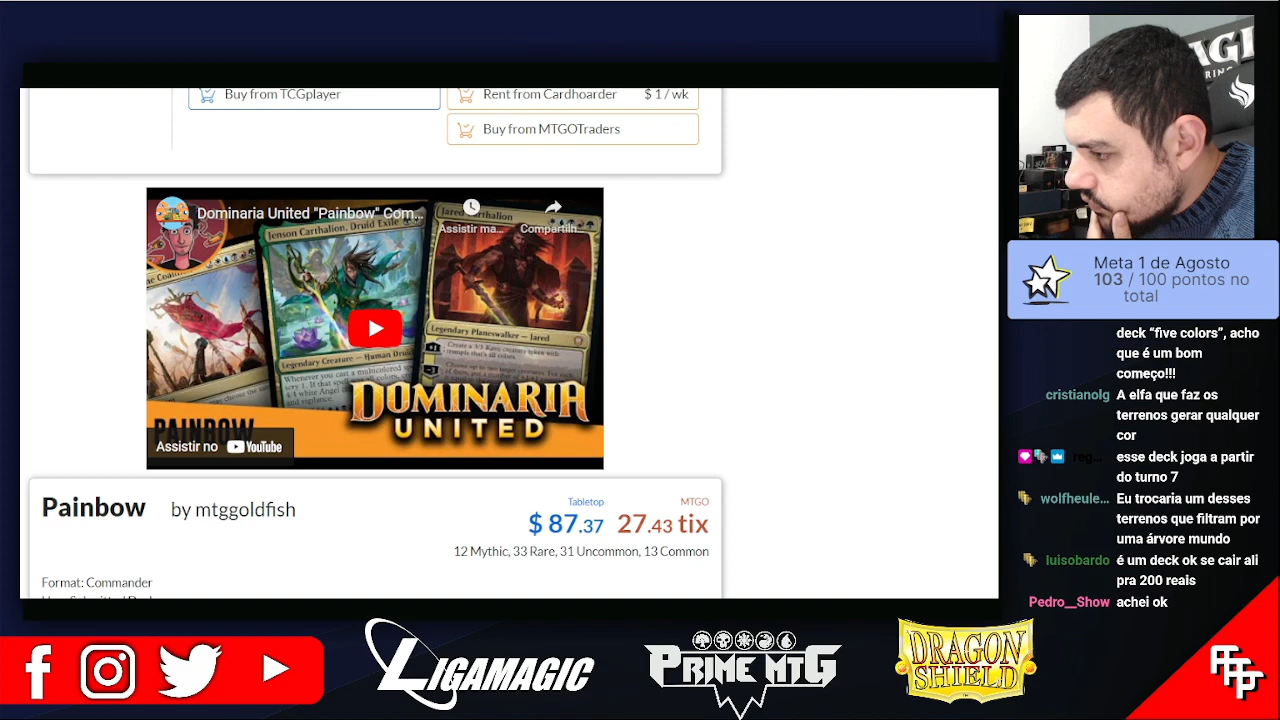 Buy from TCGplayer
Rent from Cardhoarder $ 1 / wk
Buy from MTGOTraders
Dominaria United "Painbow" Com...
Assistir ma...
Compartilh...
Jenson Carthalion, Druid Exile
Jared Carthalion
Legendary Creature — Human Druid
Legendary Planeswalker — Jared
DOMINARIA
UNITED
PAINBOW
Assistir no YouTube
Painbow by mtggoldfish
Tabletop MTGO
$ 87.37 27.43 tix
12 Mythic, 33 Rare, 31 Uncommon, 13 Common
Format: Commander
Meta 1 de Agosto
103 / 100 pontos no
total
deck “five colors”, acho
que é um bom
começo!!!
cristianolg A elfa que faz os
terrenos gerar qualquer
cor
reg... esse deck joga a partir
do turno 7
wolfheule... Eu trocaria um desses
terrenos que filtram por
uma árvore mundo
luisobardo é um deck ok se cair ali
pra 200 reais
Pedro__Show achei ok
LIGAMAGIC
PRIME MTG
DRAGON
SHIELD